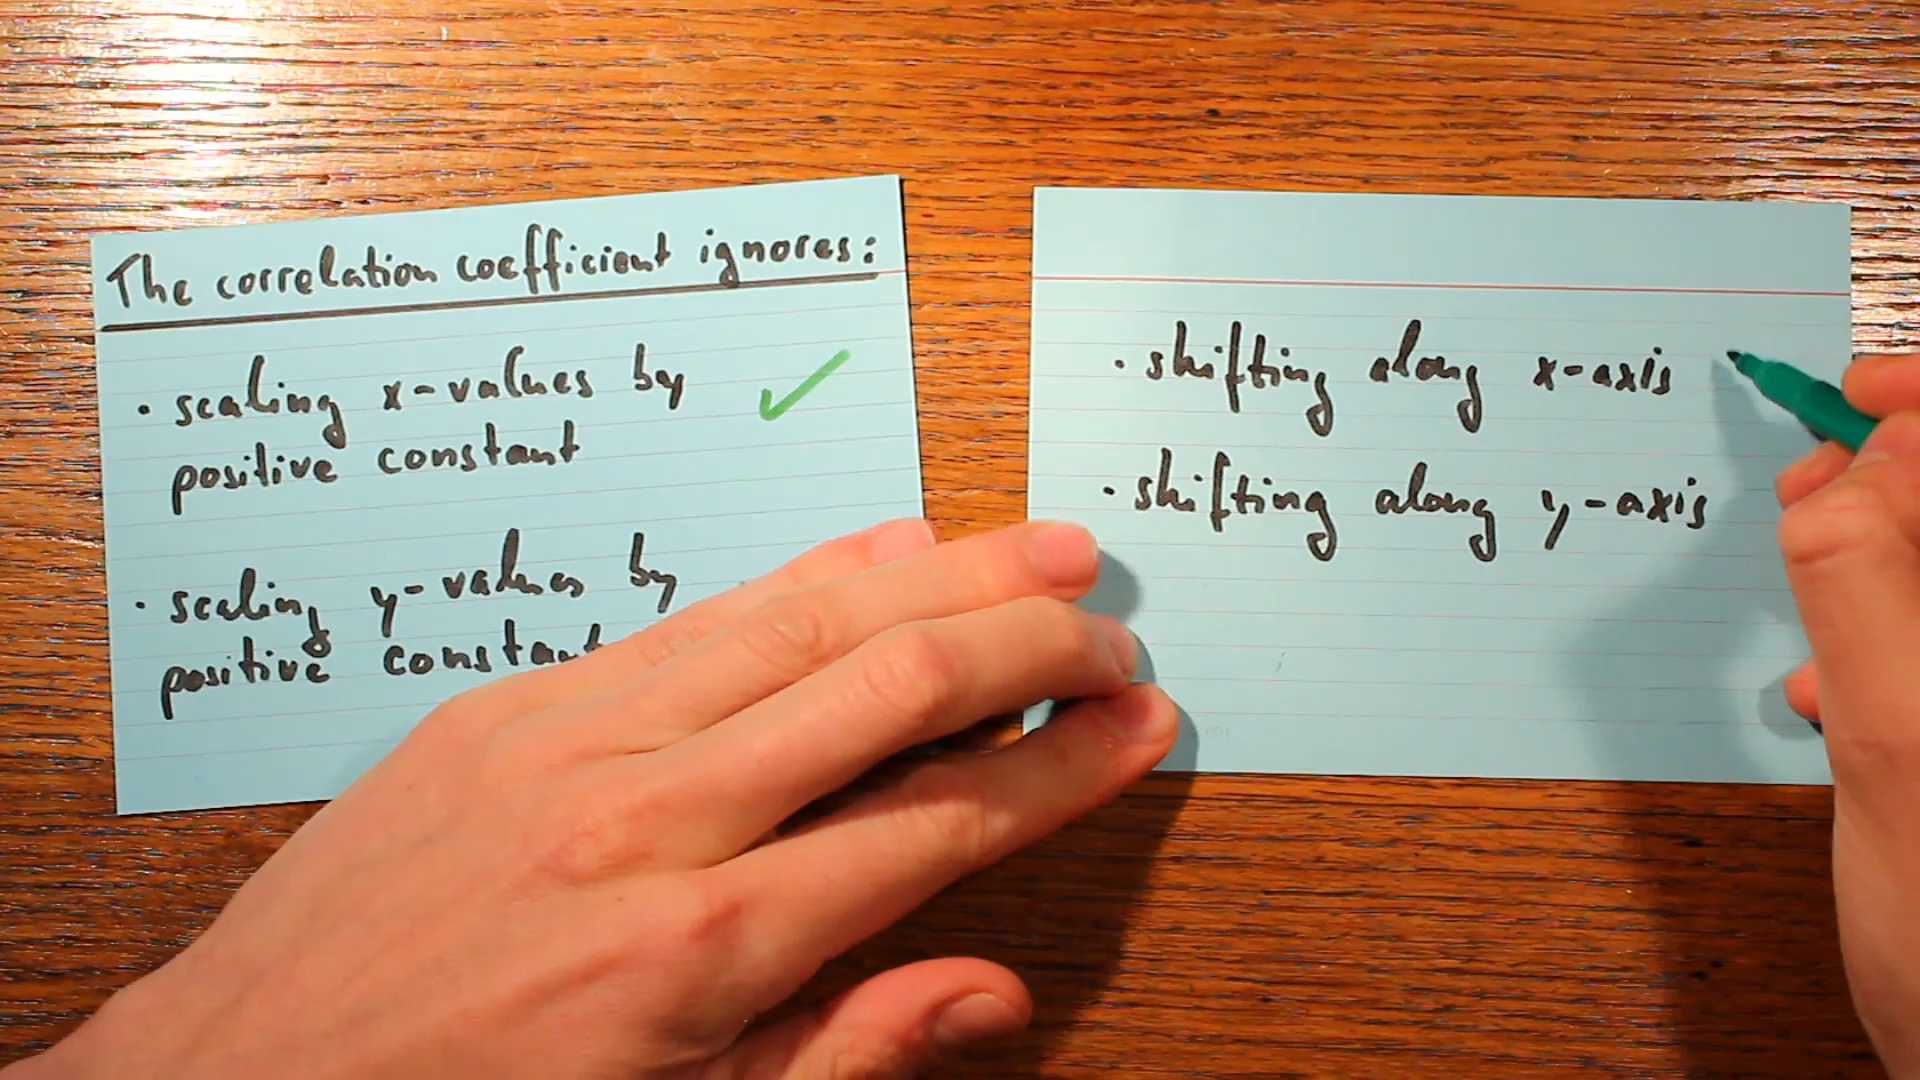 The correlation coefficient ignores:
• scaling x-values by
positive constant
• scaling y-values by
positive constant
• shifting along x-axis
• shifting along y-axis